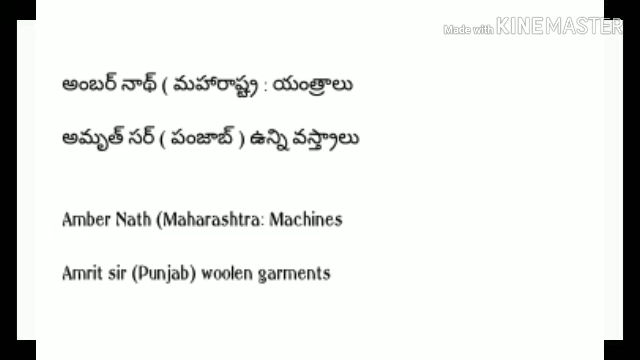 Made with KINEMASTER
అంబర్ నాథ్ ( మహారాష్ట్ర : యంత్రాలు
అమృత్ సర్ ( పంజాబ్ ) ఉన్ని వస్త్రాలు
Amber Nath (Maharashtra: Machines
Amrit sir (Punjab) woolen garments